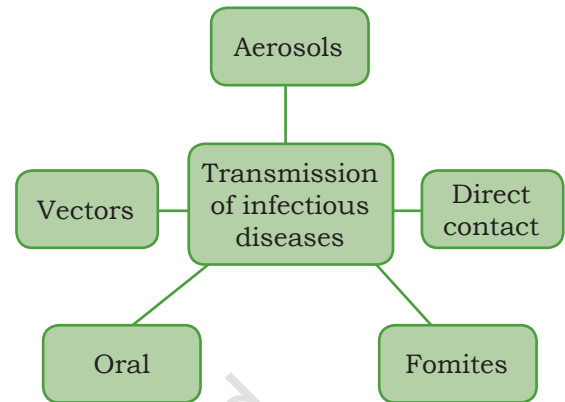 Aerosols
Transmission
of infectious
diseases
Vectors
Direct
contact
Oral
Fomites